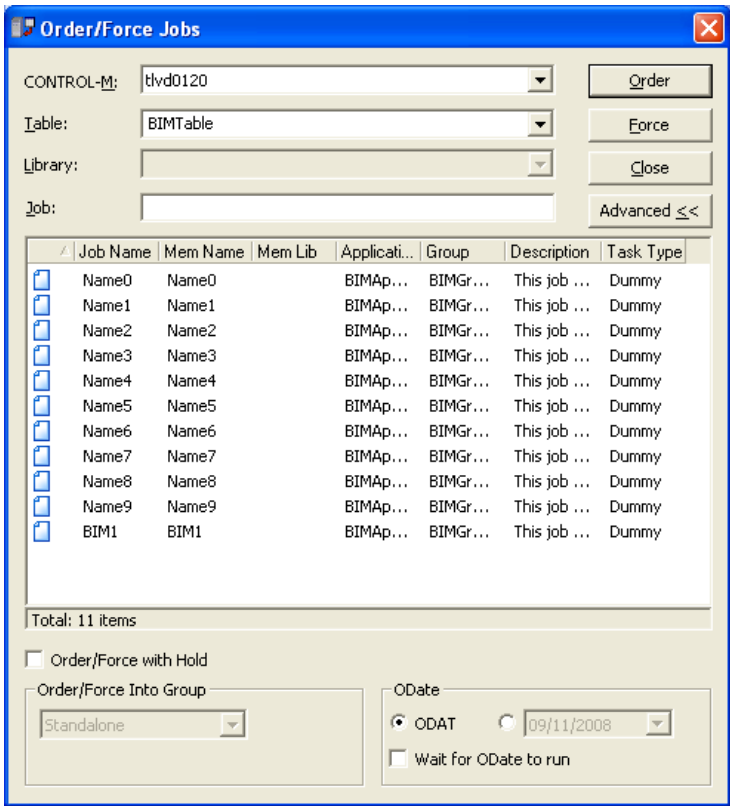 Order/Force Jobs
CONTROL-M: tlvd0120 Order
Table: BIMTable Force
Library: Close
Job: Advanced <<
Job Name Mem Name Mem Lib Applicati... Group Description Task Type
Name0 Name0 BIMAp... BIMGr... This job ... Dummy
Name1 Name1 BIMAp... BIMGr... This job ... Dummy
Name2 Name2 BIMAp... BIMGr... This job ... Dummy
Name3 Name3 BIMAp... BIMGr... This job ... Dummy
Name4 Name4 BIMAp... BIMGr... This job ... Dummy
Name5 Name5 BIMAp... BIMGr... This job ... Dummy
Name6 Name6 BIMAp... BIMGr... This job ... Dummy
Name7 Name7 BIMAp... BIMGr... This job ... Dummy
Name8 Name8 BIMAp... BIMGr... This job ... Dummy
Name9 Name9 BIMAp... BIMGr... This job ... Dummy
BIM1 BIM1 BIMAp... BIMGr... This job ... Dummy
Total: 11 items
Order/Force with Hold
Order/Force Into Group ODate
Standalone ODAT 09/11/2008
Wait for ODate to run